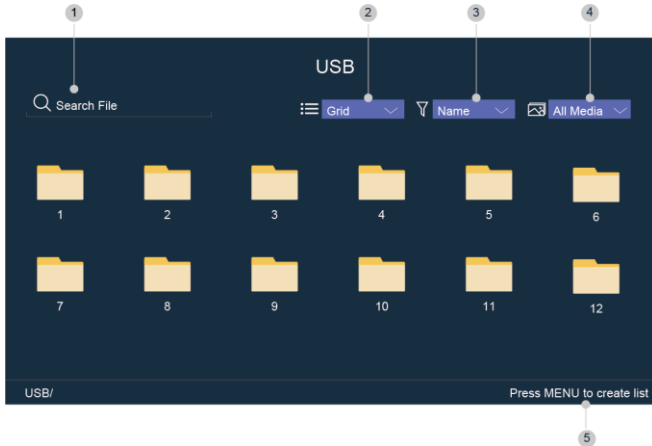 1 2 3 4
USB
Search File Grid Name All Media
1 2 3 4 5 6
7 8 9 10 11 12
USB/ Press MENU to create list
5